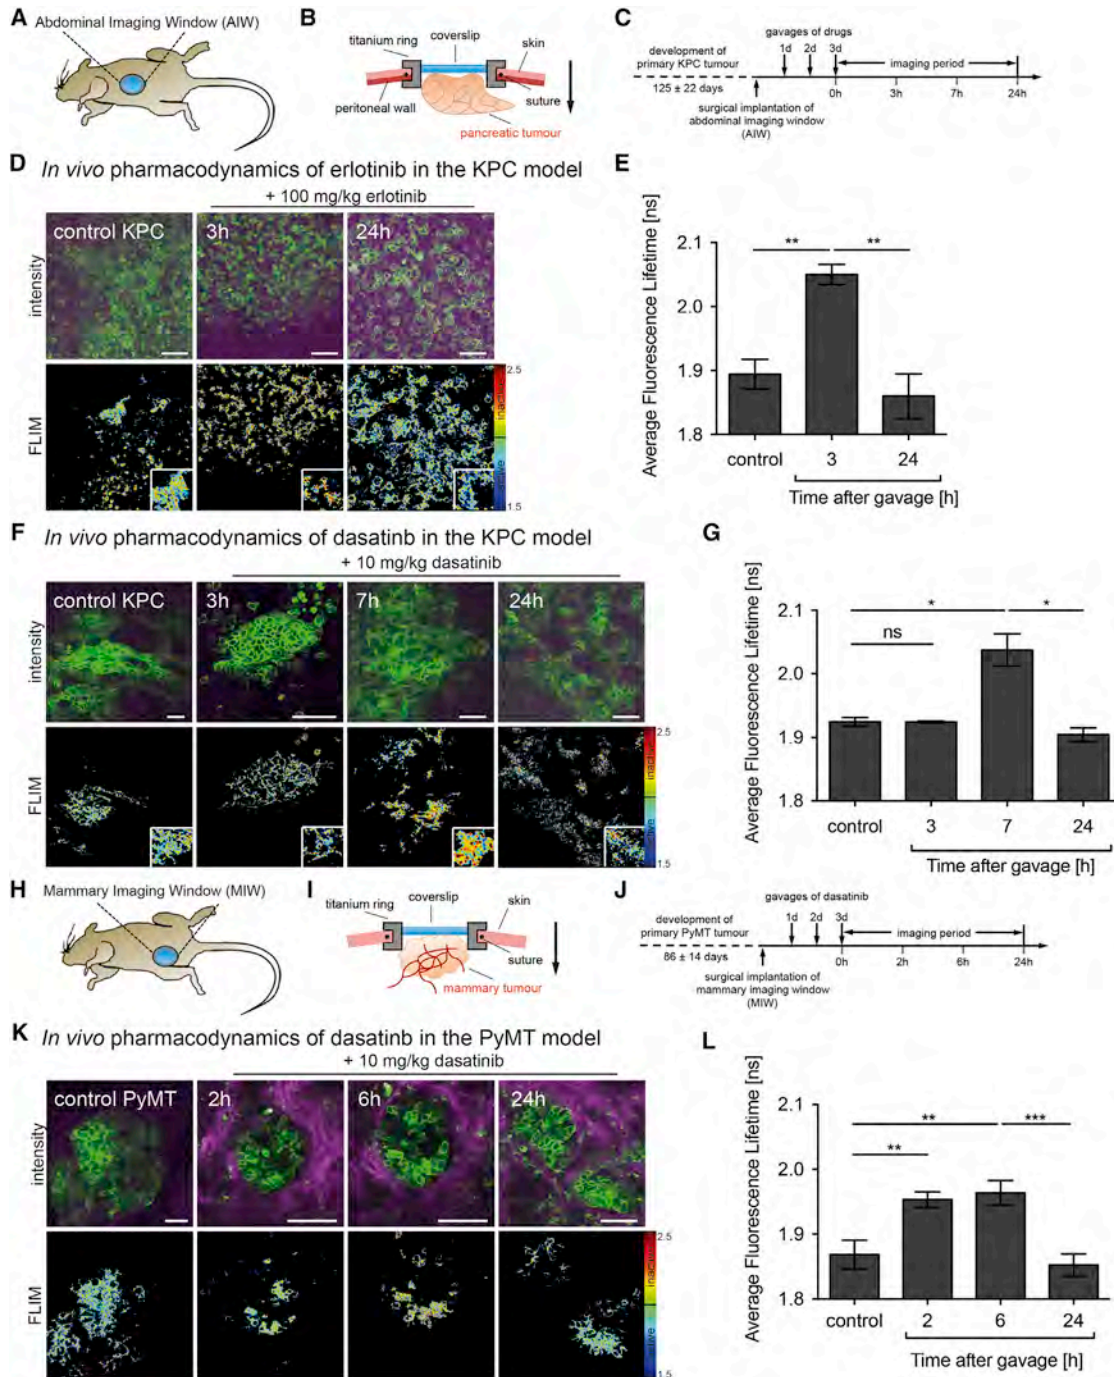 A
Abdominal Imaging Window (AIW)
B
titanium ring
coverslip
skin
peritoneal wall
suture
pancreatic tumour
C
gavages of drugs
development of
primary KPC tumour
1d 2d 3d
imaging period
125 ± 22 days
0h 3h 7h 24h
surgical implantation of
abdominal imaging window
(AIW)
D In vivo pharmacodynamics of erlotinib in the KPC model
+ 100 mg/kg erlotinib
control KPC 3h 24h
intensity
FLIM
2.5
inactive
active
1.5
E
Average Fluorescence Lifetime [ns]
2.1
2.0
1.9
1.8
** **
control 3 24
Time after gavage [h]
F In vivo pharmacodynamics of dasatinb in the KPC model
+ 10 mg/kg dasatinib
control KPC 3h 7h 24h
intensity
FLIM
2.5
inactive
active
1.5
G
Average Fluorescence Lifetime [ns]
2.1
2.0
1.9
1.8
* *
ns
control 3 7 24
Time after gavage [h]
H
Mammary Imaging Window (MIW)
I
titanium ring
coverslip
skin
suture
mammary tumour
J
gavages of dasatinib
development of
primary PyMT tumour
1d 2d 3d
imaging period
86 ± 14 days
0h 2h 6h 24h
surgical implantation of
mammary imaging window
(MIW)
K In vivo pharmacodynamics of dasatinb in the PyMT model
+ 10 mg/kg dasatinib
control PyMT 2h 6h 24h
intensity
FLIM
2.5
inactive
active
1.5
L
Average Fluorescence Lifetime [ns]
2.1
2.0
1.9
1.8
** ***
**
control 2 6 24
Time after gavage [h]